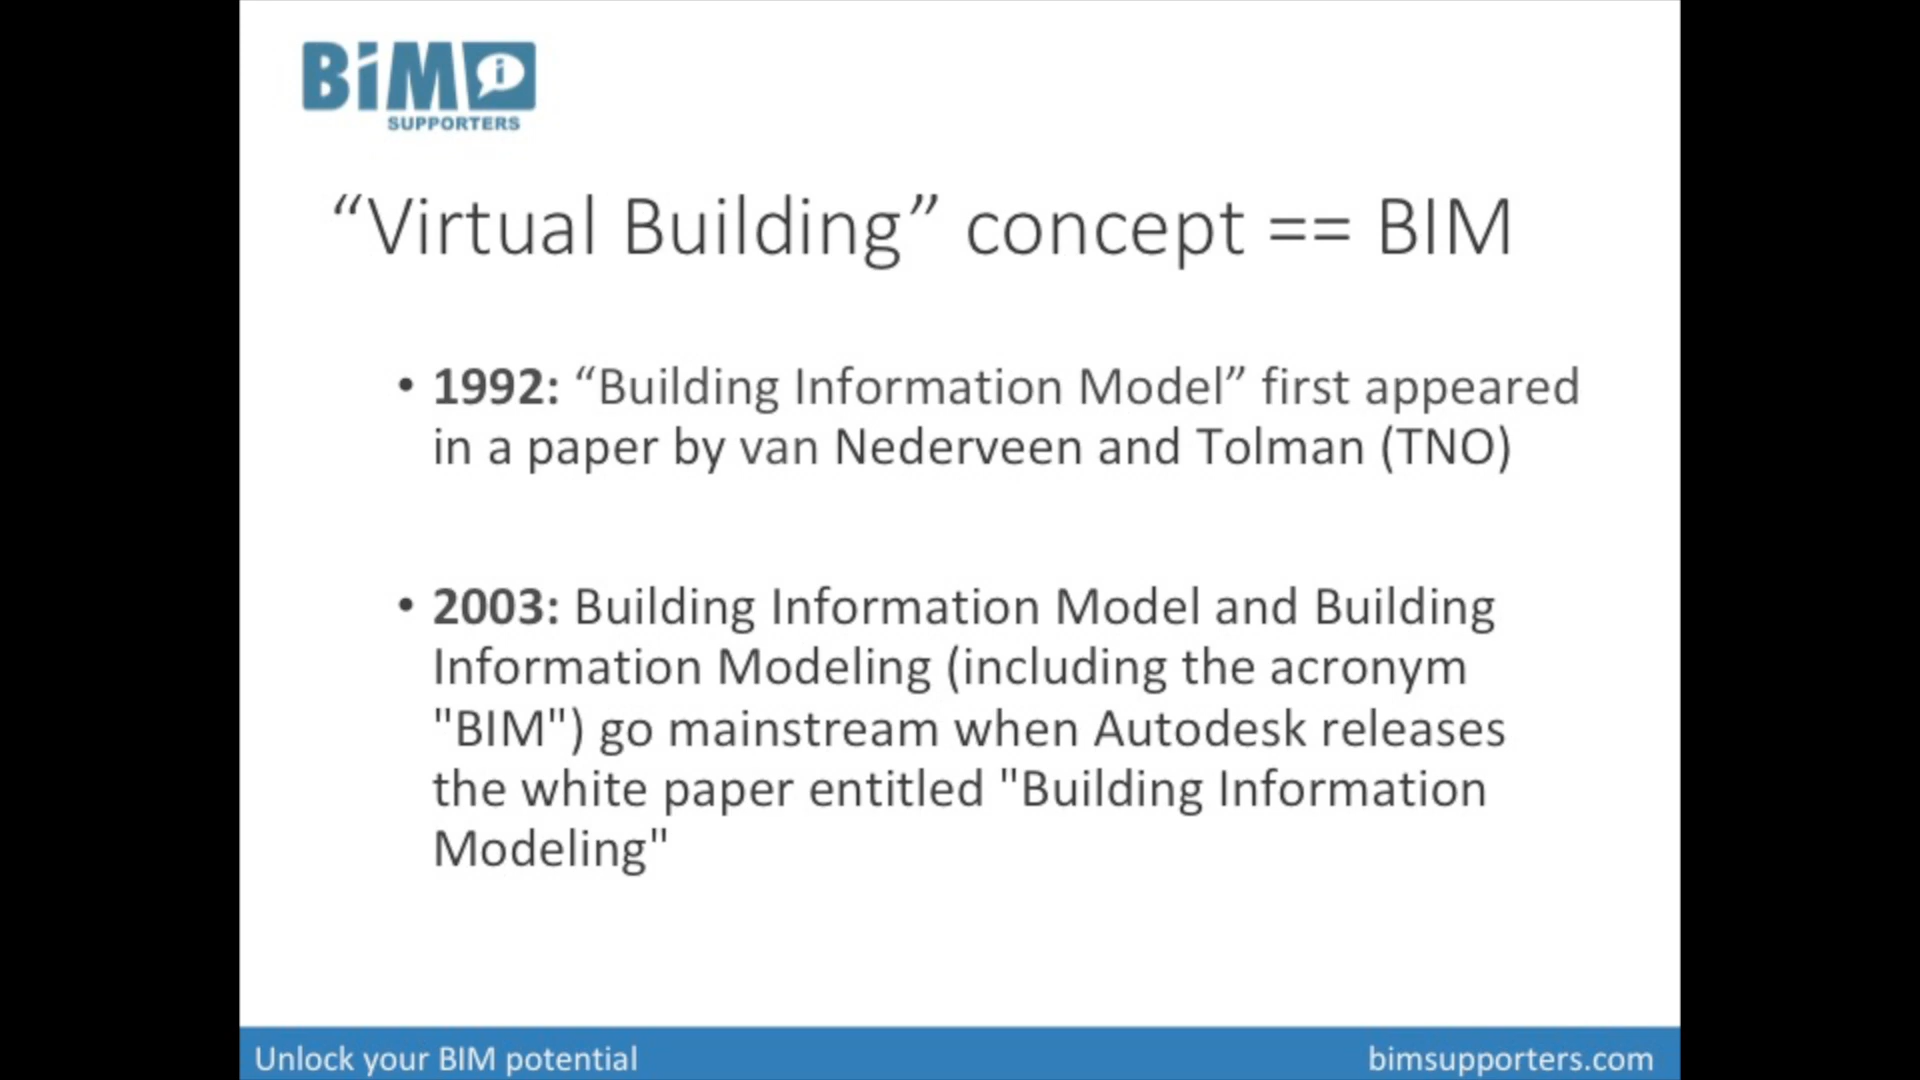 BiM i
SUPPORTERS
“Virtual Building” concept == BIM
• 1992: “Building Information Model” first appeared
in a paper by van Nederveen and Tolman (TNO)
• 2003: Building Information Model and Building
Information Modeling (including the acronym
"BIM") go mainstream when Autodesk releases
the white paper entitled "Building Information
Modeling"
Unlock your BIM potential
bimsupporters.com